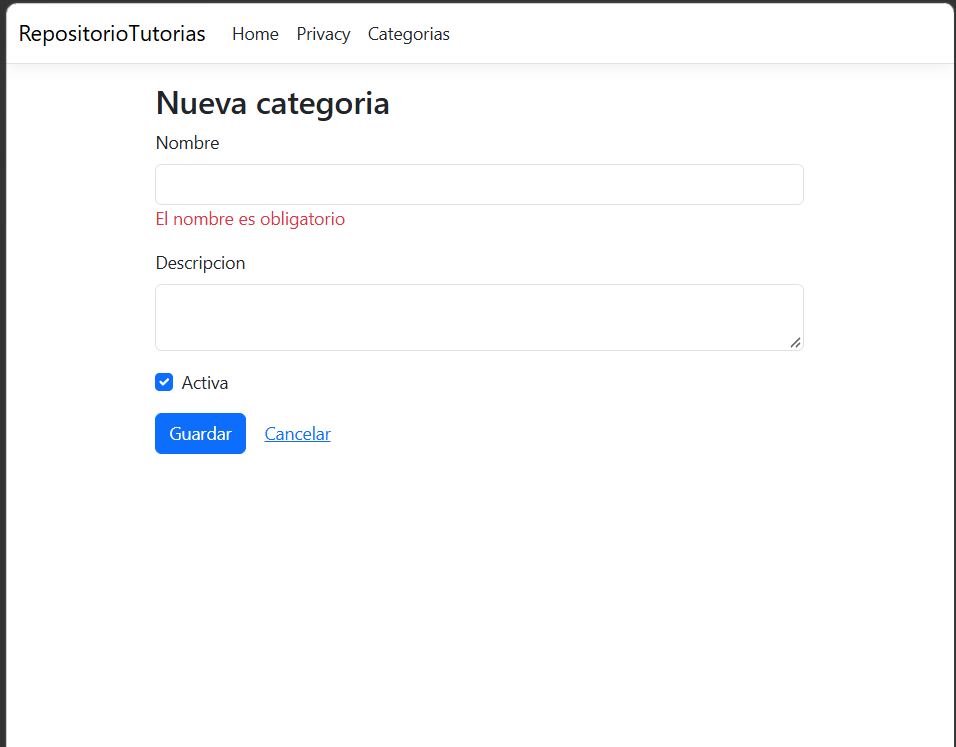 RepositorioTutorias Home Privacy Categorias
Nueva categoria
Nombre
El nombre es obligatorio
Descripcion
Activa
Guardar Cancelar